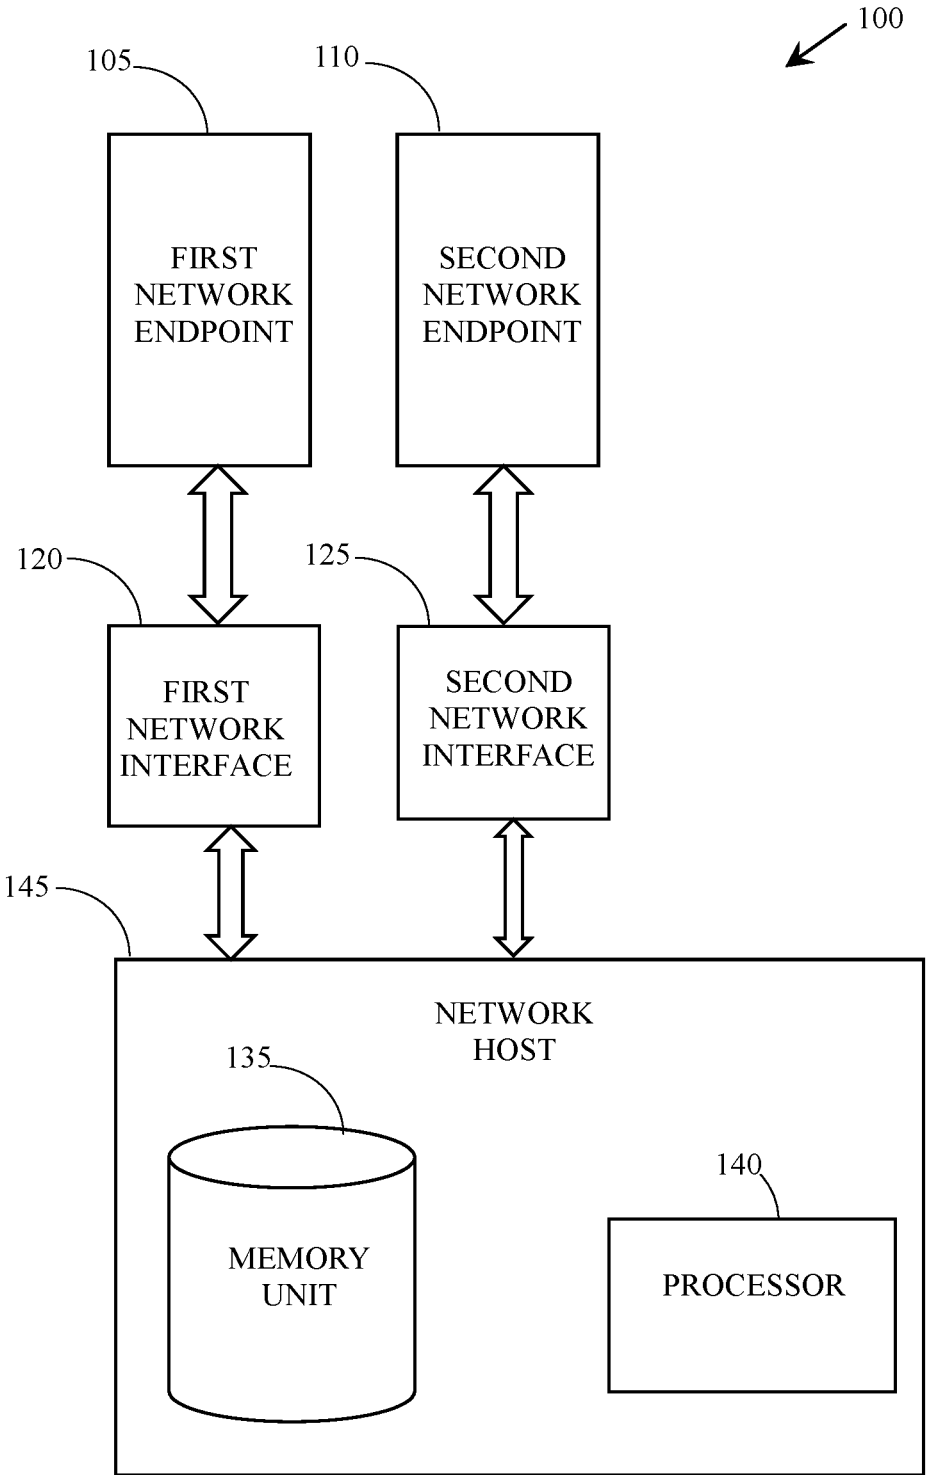 100
105
110
FIRST
NETWORK
ENDPOINT
SECOND
NETWORK
ENDPOINT
120
125
FIRST
NETWORK
INTERFACE
SECOND
NETWORK
INTERFACE
145
NETWORK
HOST
135
140
MEMORY
UNIT
PROCESSOR